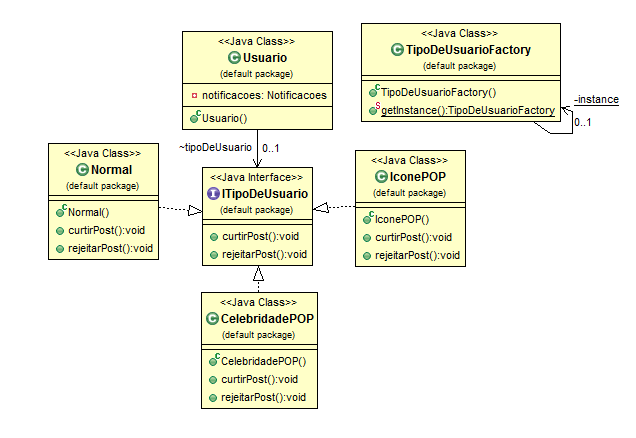 <<Java Class>>
Usuario
(default package)
notificacoes: Notificacoes
Usuario()
<<Java Class>>
TipoDeUsuarioFactory
(default package)
TipoDeUsuarioFactory()
getInstance():TipoDeUsuarioFactory
-instance
0..1
~tipoDeUsuario
0..1
<<Java Class>>
Normal
(default package)
Normal()
curtirPost():void
rejeitarPost():void
<<Java Interface>>
ITipoDeUsuario
(default package)
curtirPost():void
rejeitarPost():void
<<Java Class>>
IconePOP
(default package)
IconePOP()
curtirPost():void
rejeitarPost():void
<<Java Class>>
CelebridadePOP
(default package)
CelebridadePOP()
curtirPost():void
rejeitarPost():void